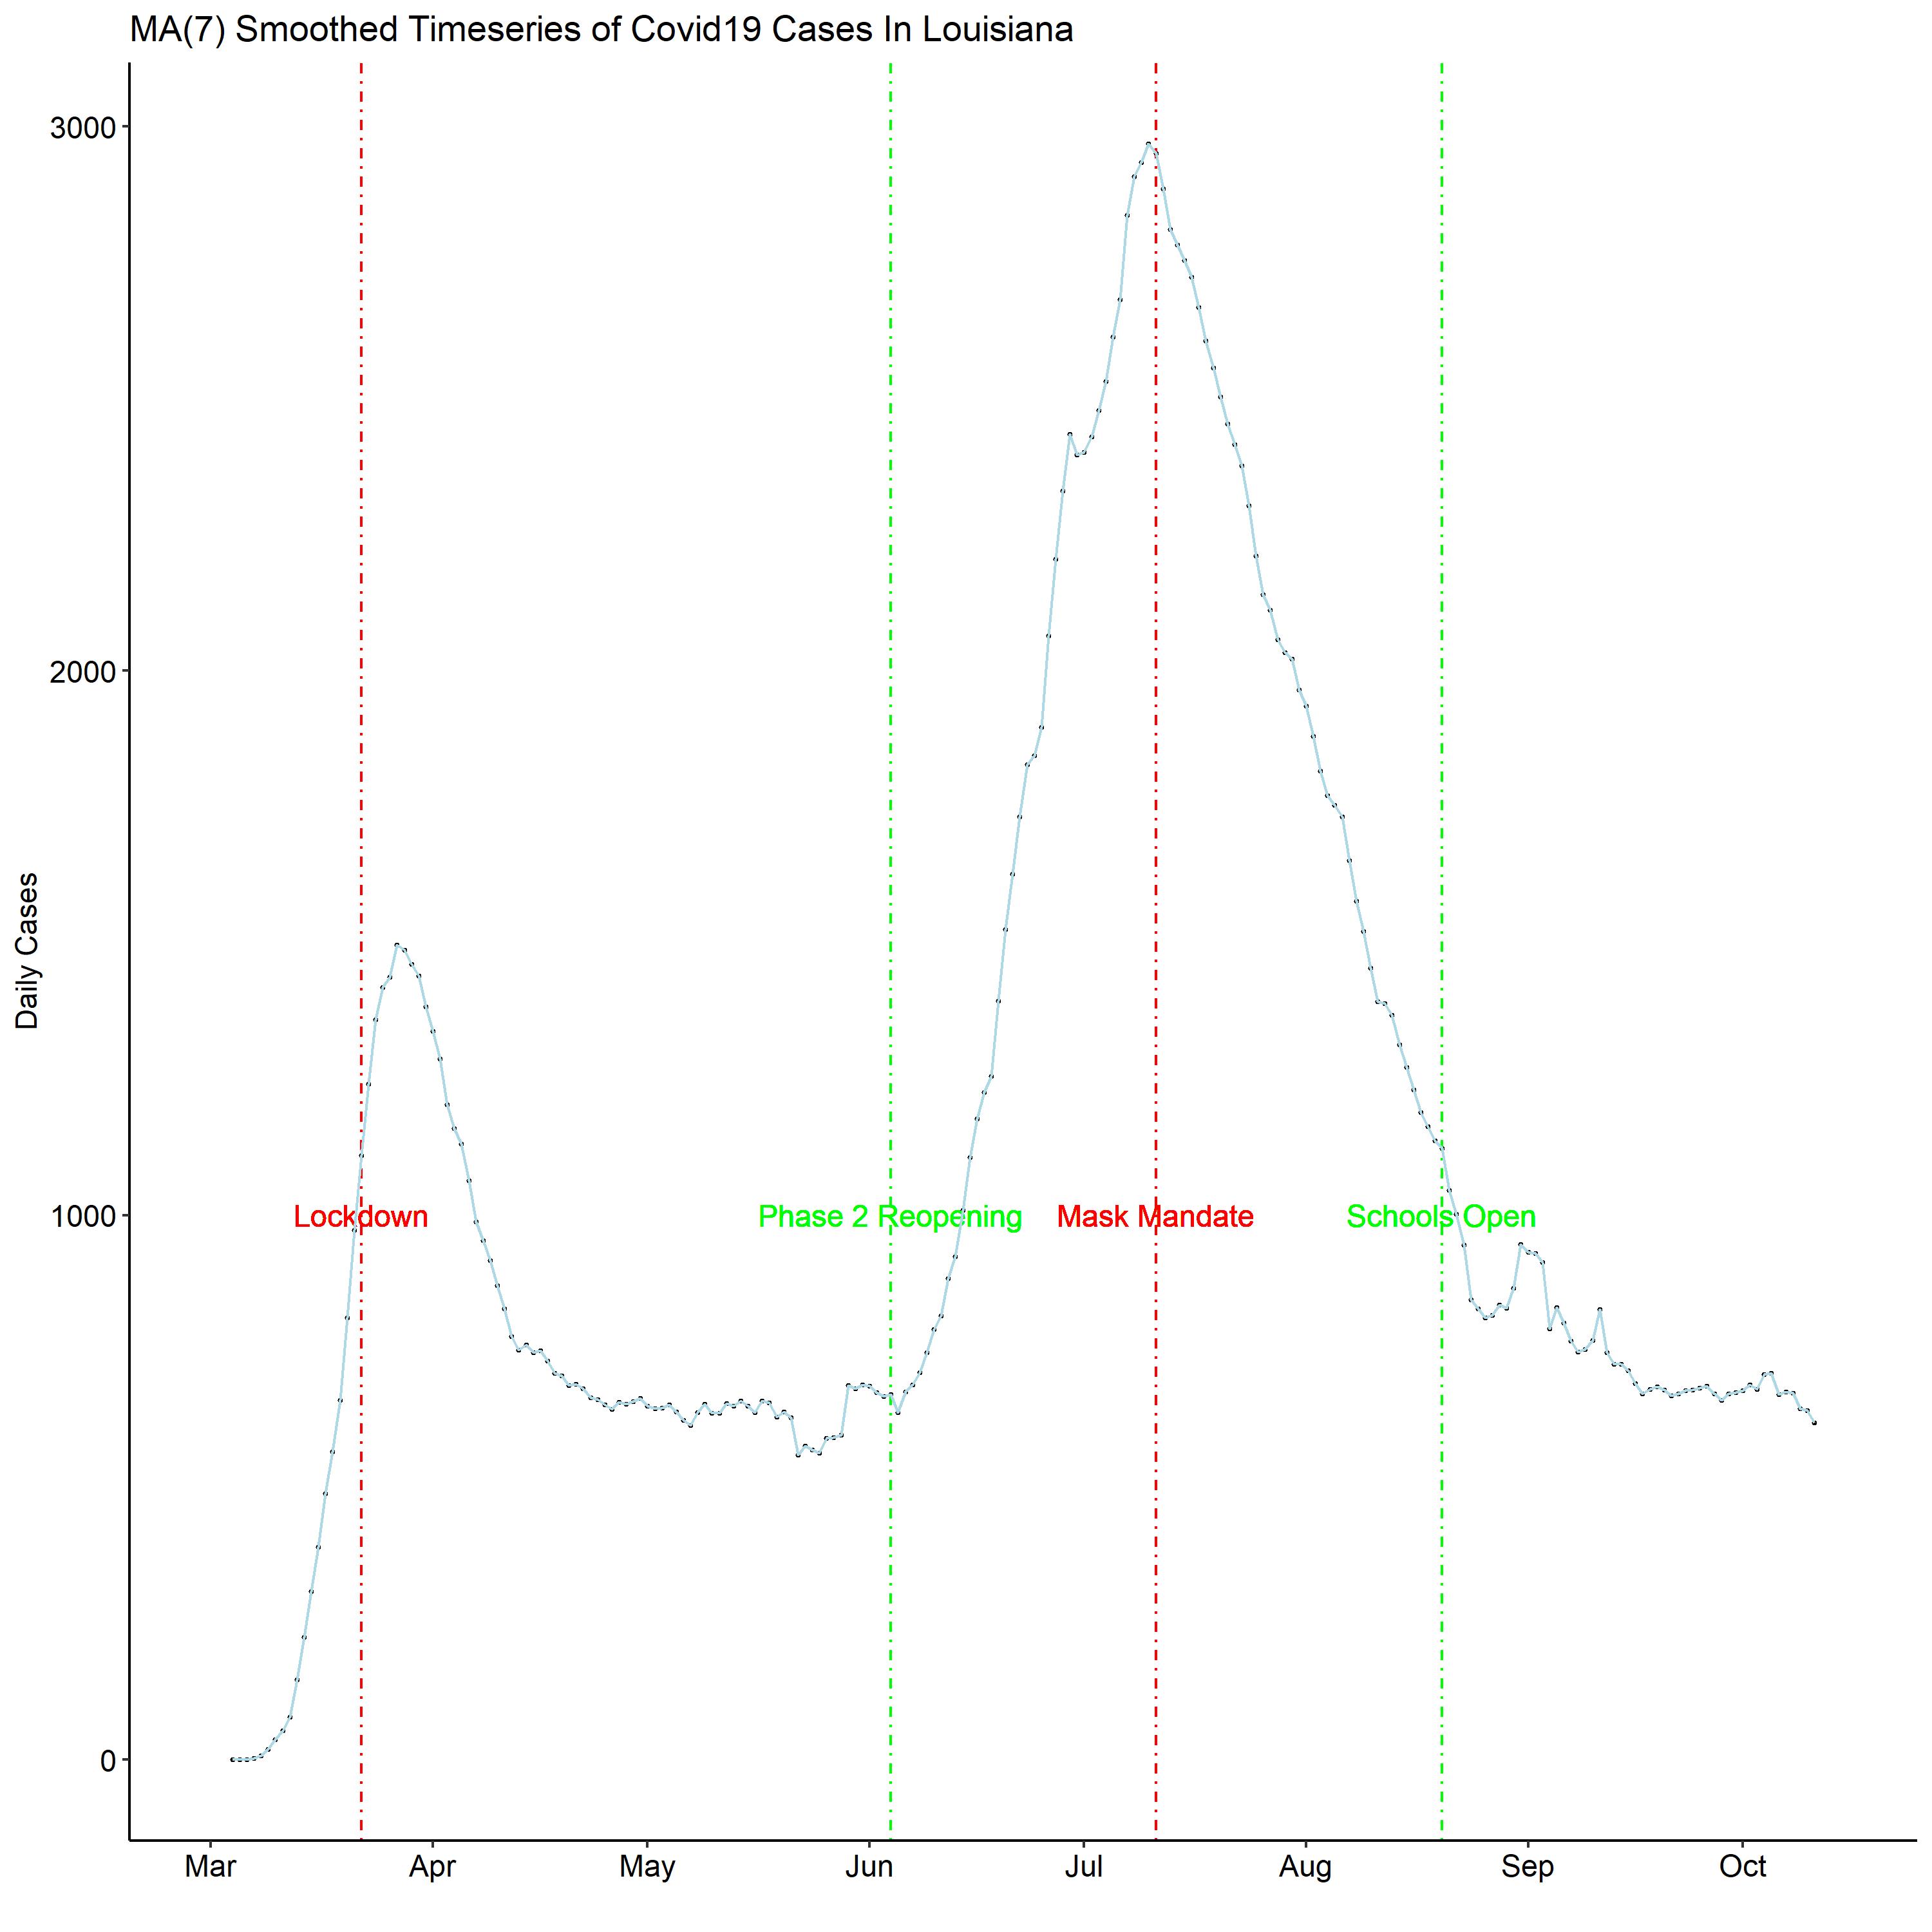 MA(7) Smoothed Timeseries of Covid19 Cases In Louisiana
3000
2000
1000
0
Daily Cases
Lockdown
Phase 2 Reopening
Mask Mandate
Schools Open
Mar
Apr
May
Jun
Jul
Aug
Sep
Oct